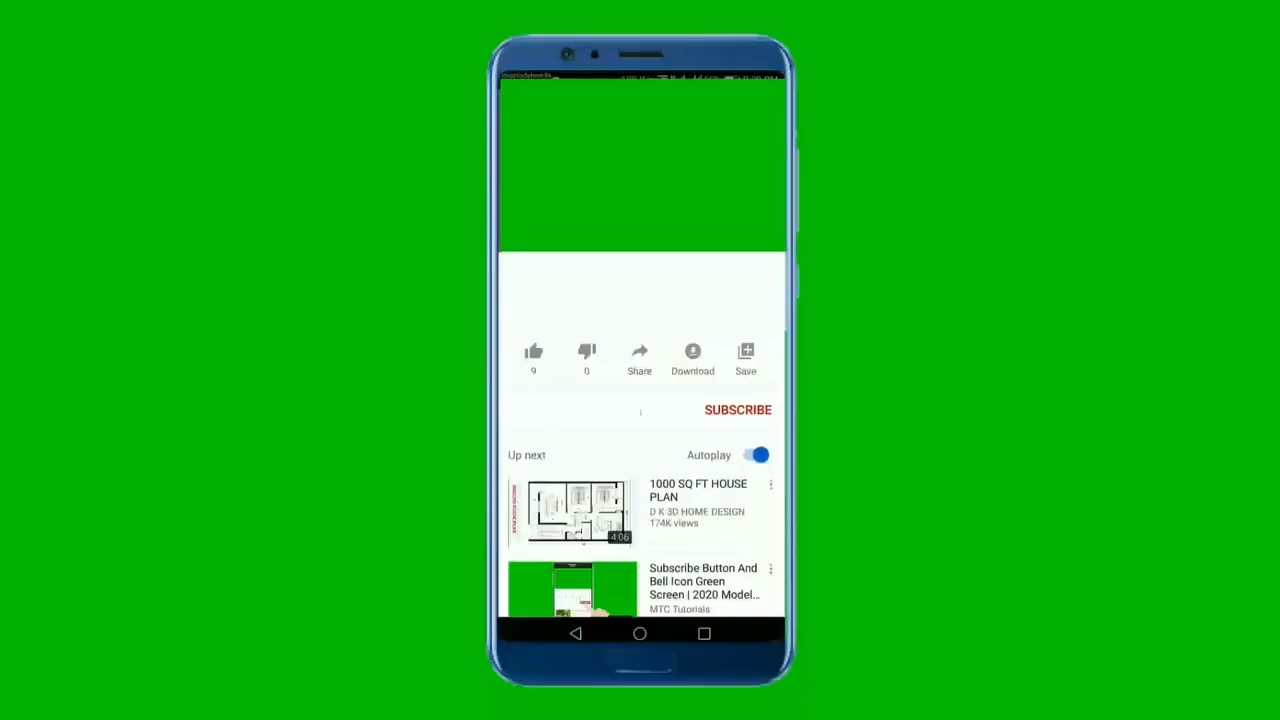 9
0
Share
Download
Save
SUBSCRIBE
Up next
Autoplay
1000 SQ FT HOUSE
PLAN
D K 3D HOME DESIGN
174K views
4:06
Subscribe Button And
Bell Icon Green
Screen | 2020 Model...
MTC Tutorials